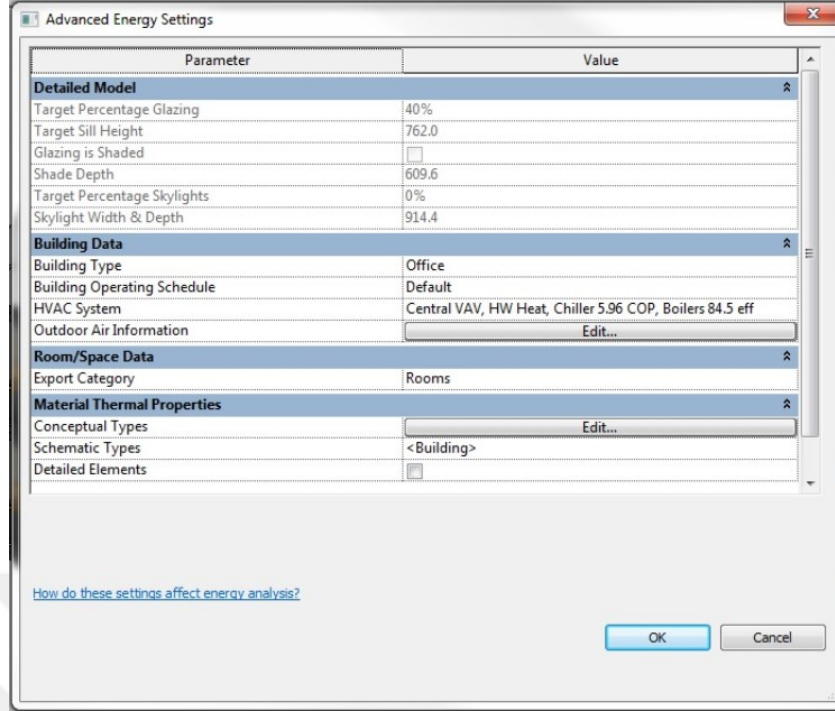 Advanced Energy Settings
Parameter Value
Detailed Model
Target Percentage Glazing 40%
Target Sill Height 762.0
Glazing is Shaded
Shade Depth 609.6
Target Percentage Skylights 0%
Skylight Width & Depth 914.4
Building Data
Building Type Office
Building Operating Schedule Default
HVAC System Central VAV, HW Heat, Chiller 5.96 COP, Boilers 84.5 eff
Outdoor Air Information Edit...
Room/Space Data
Export Category Rooms
Material Thermal Properties
Conceptual Types Edit...
Schematic Types <Building>
Detailed Elements
How do these settings affect energy analysis?
OK Cancel